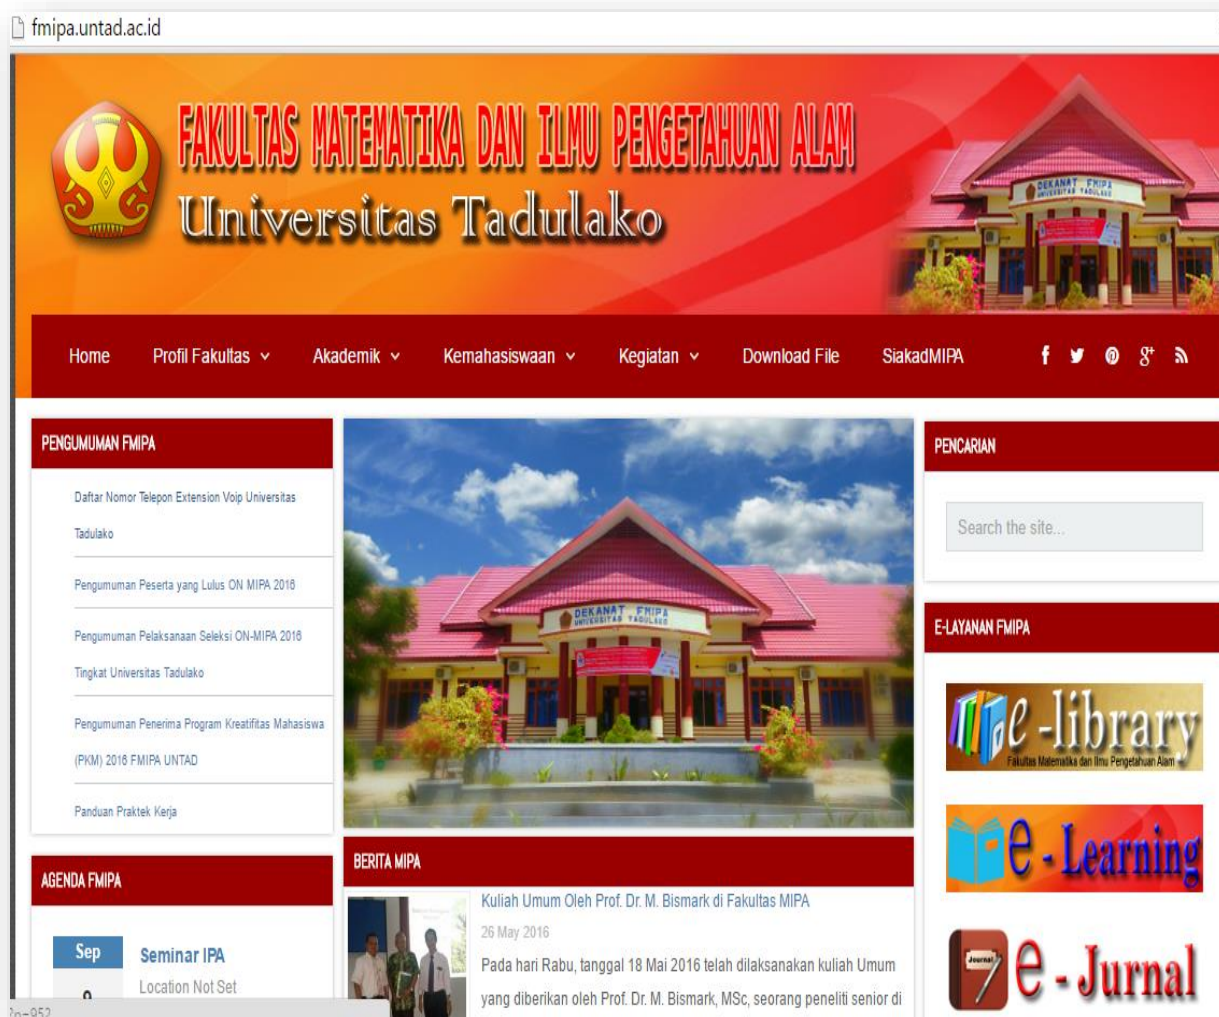 fmipa.untad.ac.id
FAKULTAS MATEMATIKA DAN ILMU PENGETAHUAN ALAM
Universitas Tadulako
DEKANAT FMIPA
UNIVERSITAS TADULAKO
Home Profil Fakultas Akademik Kemahasiswaan Kegiatan Download File SiakadMIPA
PENGUMUMAN FMIPA
Daftar Nomor Telepon Extension Voip Universitas
Tadulako
Pengumuman Peserta yang Lulus ON MIPA 2016
Pengumuman Pelaksanaan Seleksi ON-MIPA 2016
Tingkat Universitas Tadulako
Pengumuman Penerima Program Kreatifitas Mahasiswa
(PKM) 2016 FMIPA UNTAD
Panduan Praktek Kerja
AGENDA FMIPA
Sep
Seminar IPA
Location Not Set
?p=952
DEKANAT FMIPA
UNIVERSITAS TADULAKO
BERITA MIPA
Kuliah Umum Oleh Prof. Dr. M. Bismark di Fakultas MIPA
26 May 2016
Pada hari Rabu, tanggal 18 Mai 2016 telah dilaksanakan kuliah Umum
yang diberikan oleh Prof. Dr. M. Bismark, MSc, seorang peneliti senior di
PENCARIAN
Search the site...
E-LAYANAN FMIPA
e-library
Fakultas Matematika dan Ilmu Pengetahuan Alam
e - Learning
Journal
e - Jurnal